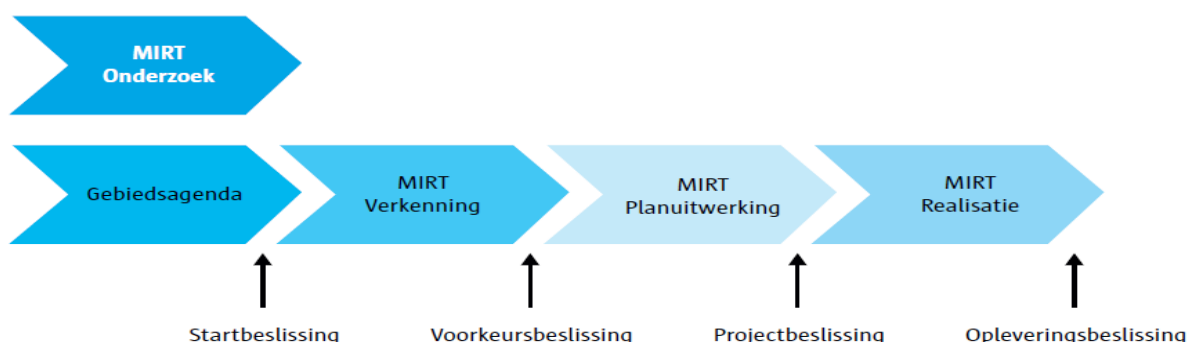 MIRT
Onderzoek
Gebiedsagenda
MIRT
Verkenning
MIRT
Planuitwerking
MIRT
Realisatie
Startbeslissing
Voorkeursbeslissing
Projectbeslissing
Opleveringsbeslissing